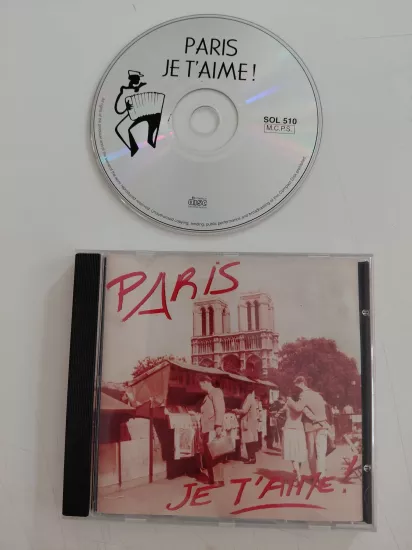 PARIS
JE T'AIME!
SOL 510
M.C.P.S.
disc
PARIS
JE T'AIME!